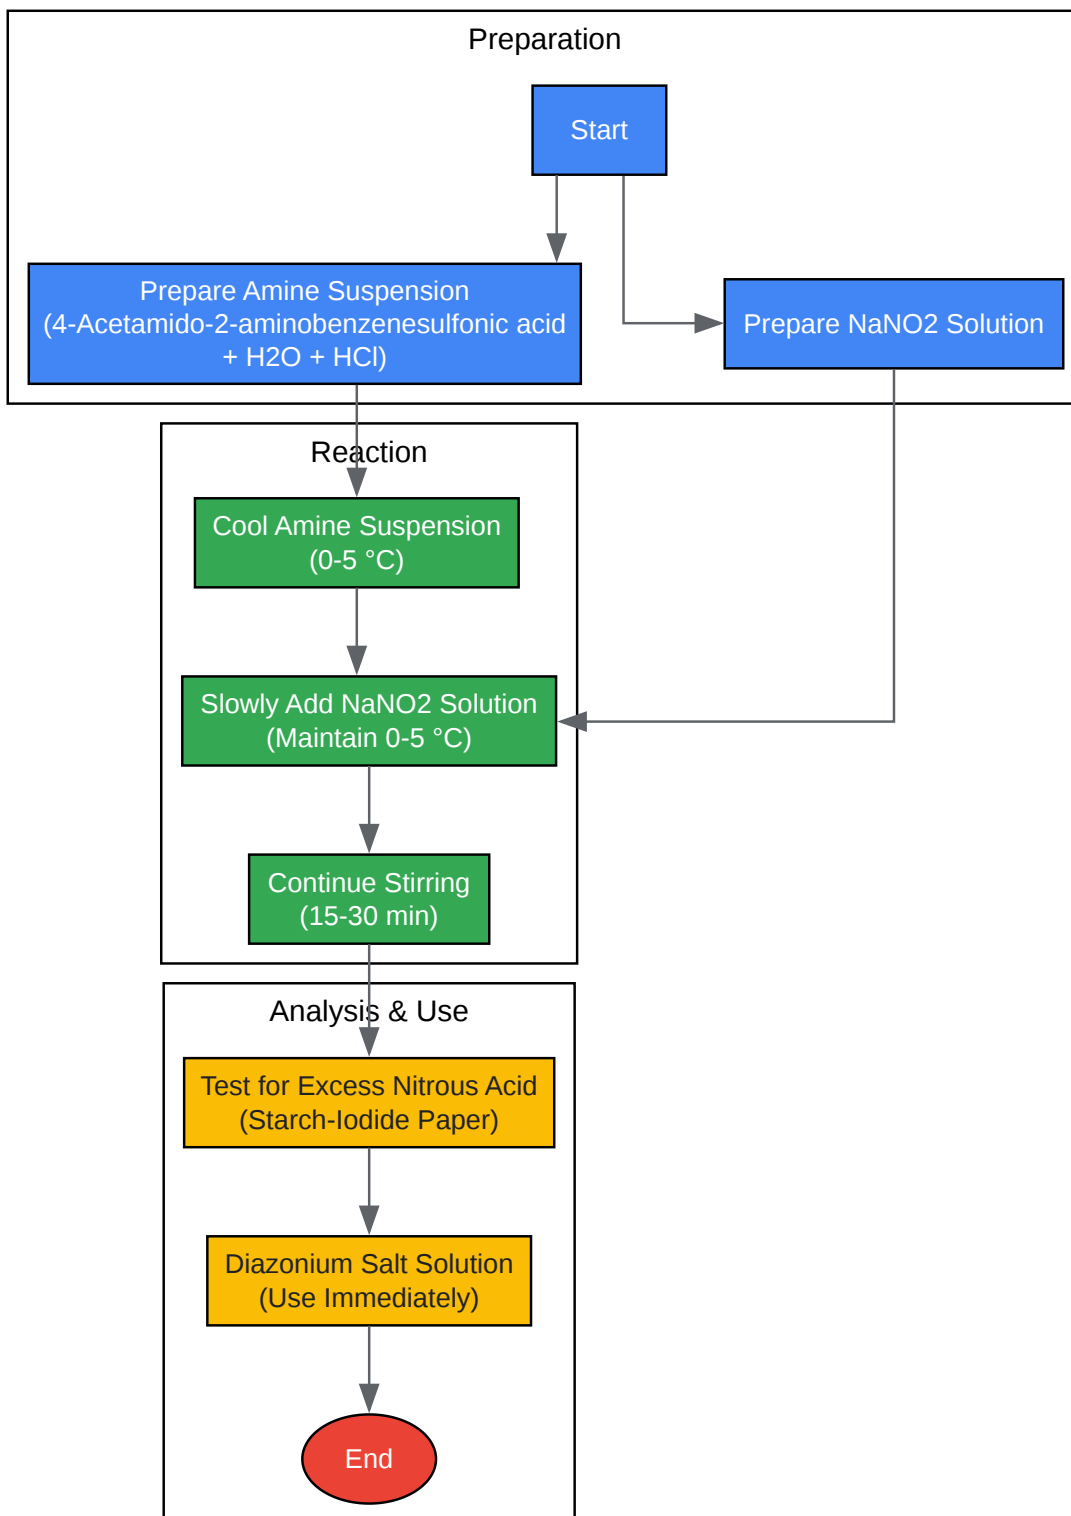 Preparation
Start
Prepare Amine Suspension
(4-Acetamido-2-aminobenzenesulfonic acid
+ H2O + HCl)
Prepare NaNO2 Solution
Reaction
Cool Amine Suspension
(0-5 °C)
Slowly Add NaNO2 Solution
(Maintain 0-5 °C)
Continue Stirring
(15-30 min)
Analysis & Use
Test for Excess Nitrous Acid
(Starch-Iodide Paper)
Diazonium Salt Solution
(Use Immediately)
End